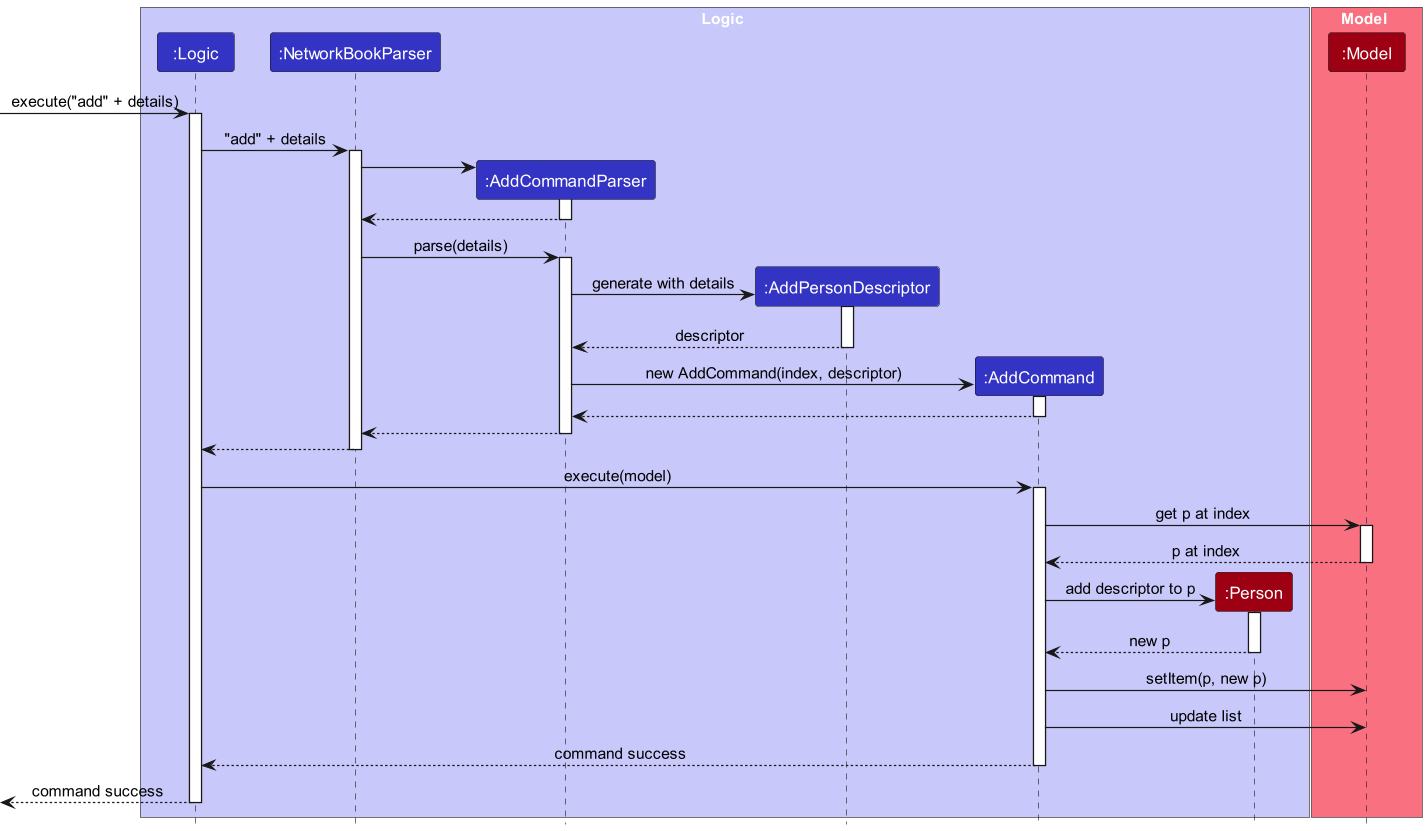 Logic
Model
:Logic
:NetworkBookParser
:Model
execute("add" + details)
"add" + details
:AddCommandParser
parse(details)
:AddPersonDescriptor
generate with details
descriptor
:AddCommand
new AddCommand(index, descriptor)
execute(model)
get p at index
p at index
:Person
add descriptor to p
new p
setItem(p, new p)
update list
command success
command success